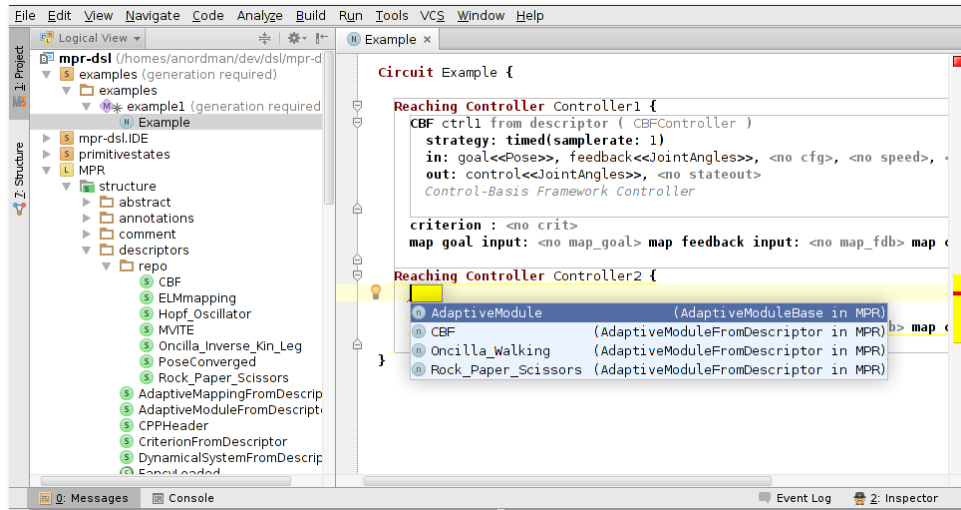 File Edit View Navigate Code Analyze Build Run Tools VCS Window Help
Logical View
Example
1: Project
7: Structure
mpr-dsl (/homes/anordman/dev/dsl/mpr-d
examples (generation required)
examples
example1 (generation required
Example
mpr-dsl.IDE
primitivestates
MPR
structure
abstract
annotations
comment
descriptors
repo
CBF
ELMmapping
Hopf_Oscillator
MVITE
Oncilla_Inverse_Kin_Leg
PoseConverged
Rock_Paper_Scissors
AdaptiveMappingFromDescrip
AdaptiveModuleFromDescript
CPPHeader
CriterionFromDescriptor
DynamicalSystemFromDescrip
FancyLoaded
Circuit Example {
Reaching Controller Controller1 {
CBF ctrl1 from descriptor ( CBFController )
strategy: timed(samplerate: 1)
in: goal<<Pose>>, feedback<<JointAngles>>, <no cfg>, <no speed>, <
out: control<<JointAngles>>, <no stateout>
Control-Basis Framework Controller
criterion : <no crit>
map goal input: <no map_goal> map feedback input: <no map_fdb> map c
Reaching Controller Controller2 {
AdaptiveModule (AdaptiveModuleBase in MPR)
CBF (AdaptiveModuleFromDescriptor in MPR)
b> map c
Oncilla_Walking (AdaptiveModuleFromDescriptor in MPR)
Rock_Paper_Scissors (AdaptiveModuleFromDescriptor in MPR)
}
0: Messages Console Event Log 2: Inspector